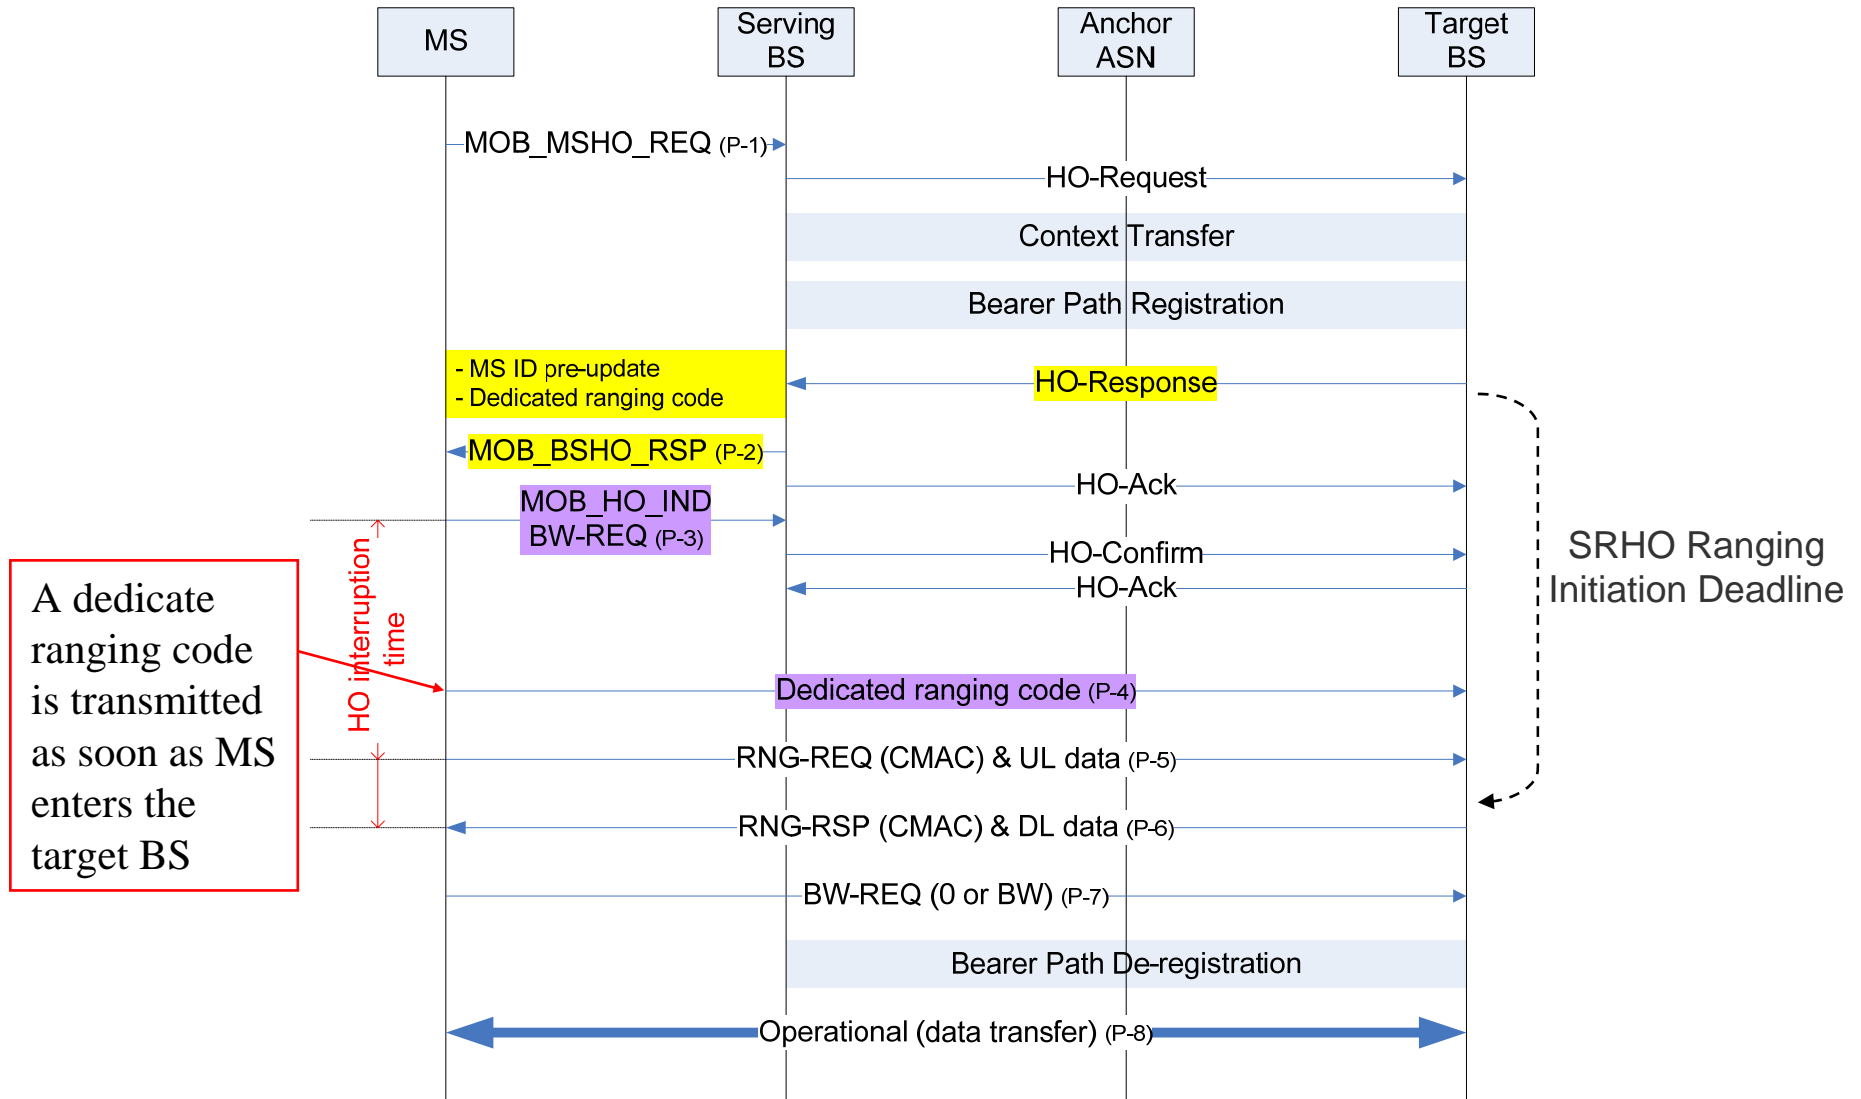 MS
Serving
BS
Anchor
ASN
Target
BS
MOB_MSHO_REQ (P-1)
HO-Request
Context Transfer
Bearer Path Registration
- MS ID pre-update
- Dedicated ranging code
HO-Response
MOB_BSHO_RSP (P-2)
HO-Ack
MOB_HO_IND
BW-REQ (P-3)
HO-Confirm
HO-Ack
SRHO Ranging
Initiation Deadline
HO interruption
time
A dedicate
ranging code
is transmitted
as soon as MS
enters the
target BS
Dedicated ranging code (P-4)
RNG-REQ (CMAC) & UL data (P-5)
RNG-RSP (CMAC) & DL data (P-6)
BW-REQ (0 or BW) (P-7)
Bearer Path De-registration
Operational (data transfer) (P-8)